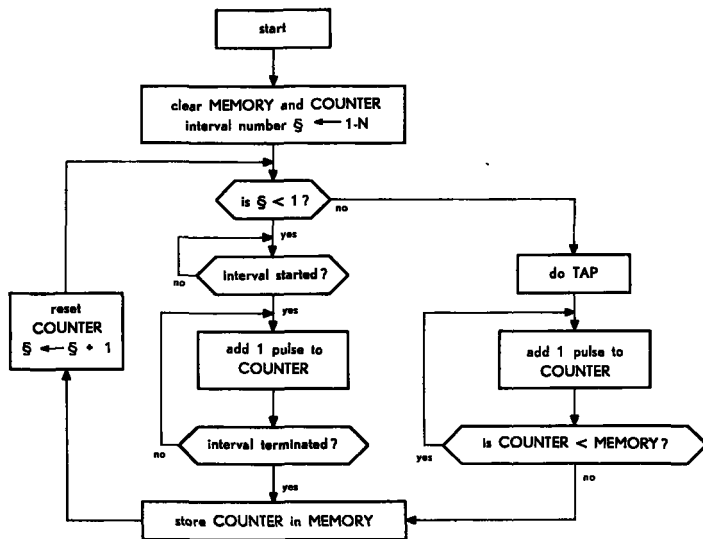 start
clear MEMORY and COUNTER
interval number § ← 1-N
is § < 1?
no
yes
interval started?
no
do TAP
reset
COUNTER
§ ← § + 1
yes
add 1 pulse to
COUNTER
add 1 pulse to
COUNTER
interval terminated?
no
is COUNTER < MEMORY?
yes
yes
no
store COUNTER in MEMORY